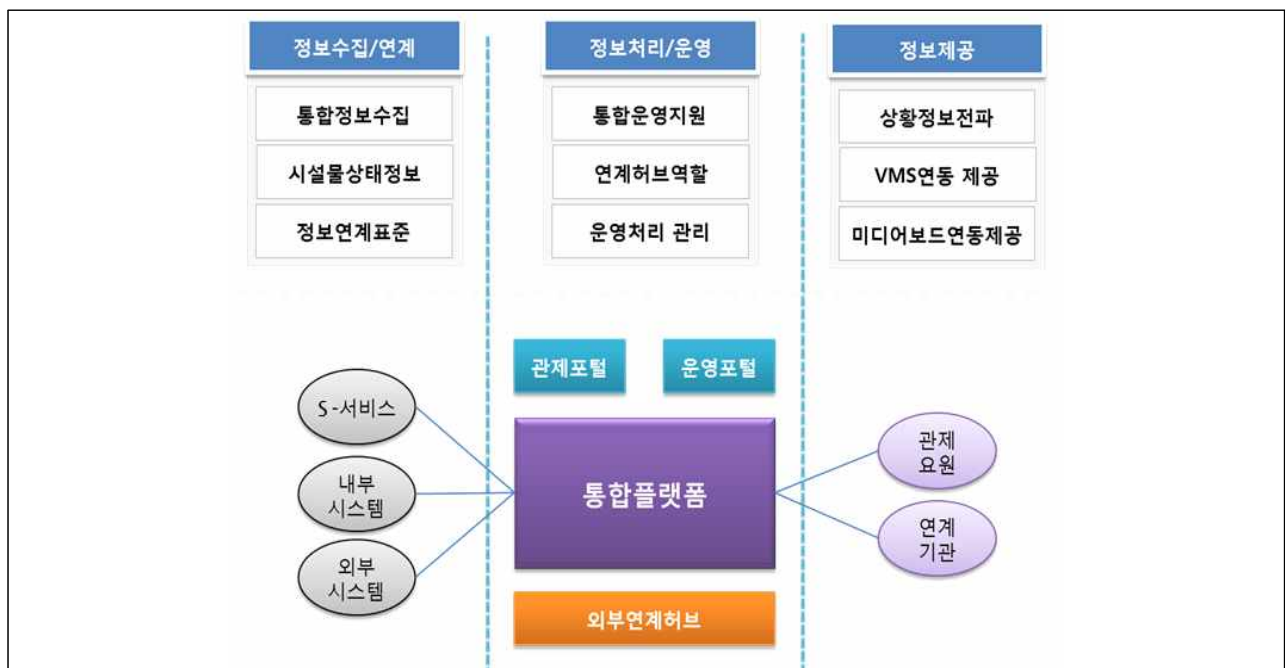 정보수집/연계
통합정보수집
시설물상태정보
정보연계표준
정보처리/운영
통합운영지원
연계허브역할
운영처리 관리
정보제공
상황정보전파
VMS연동 제공
미디어보드연동제공
관제포털
운영포털
S-서비스
내부
시스템
외부
시스템
통합플랫폼
외부연계허브
관제
요원
연계
기관